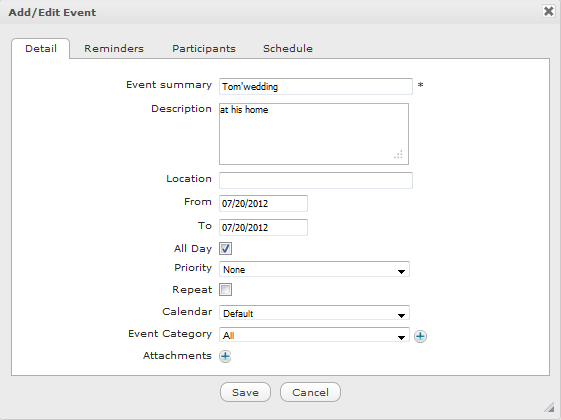 Add/Edit Event
Detail Reminders Participants Schedule
Event summary Tom'wedding *
Description at his home
Location
From 07/20/2012
To 07/20/2012
All Day
Priority None
Repeat
Calendar Default
Event Category All
Attachments
Save Cancel